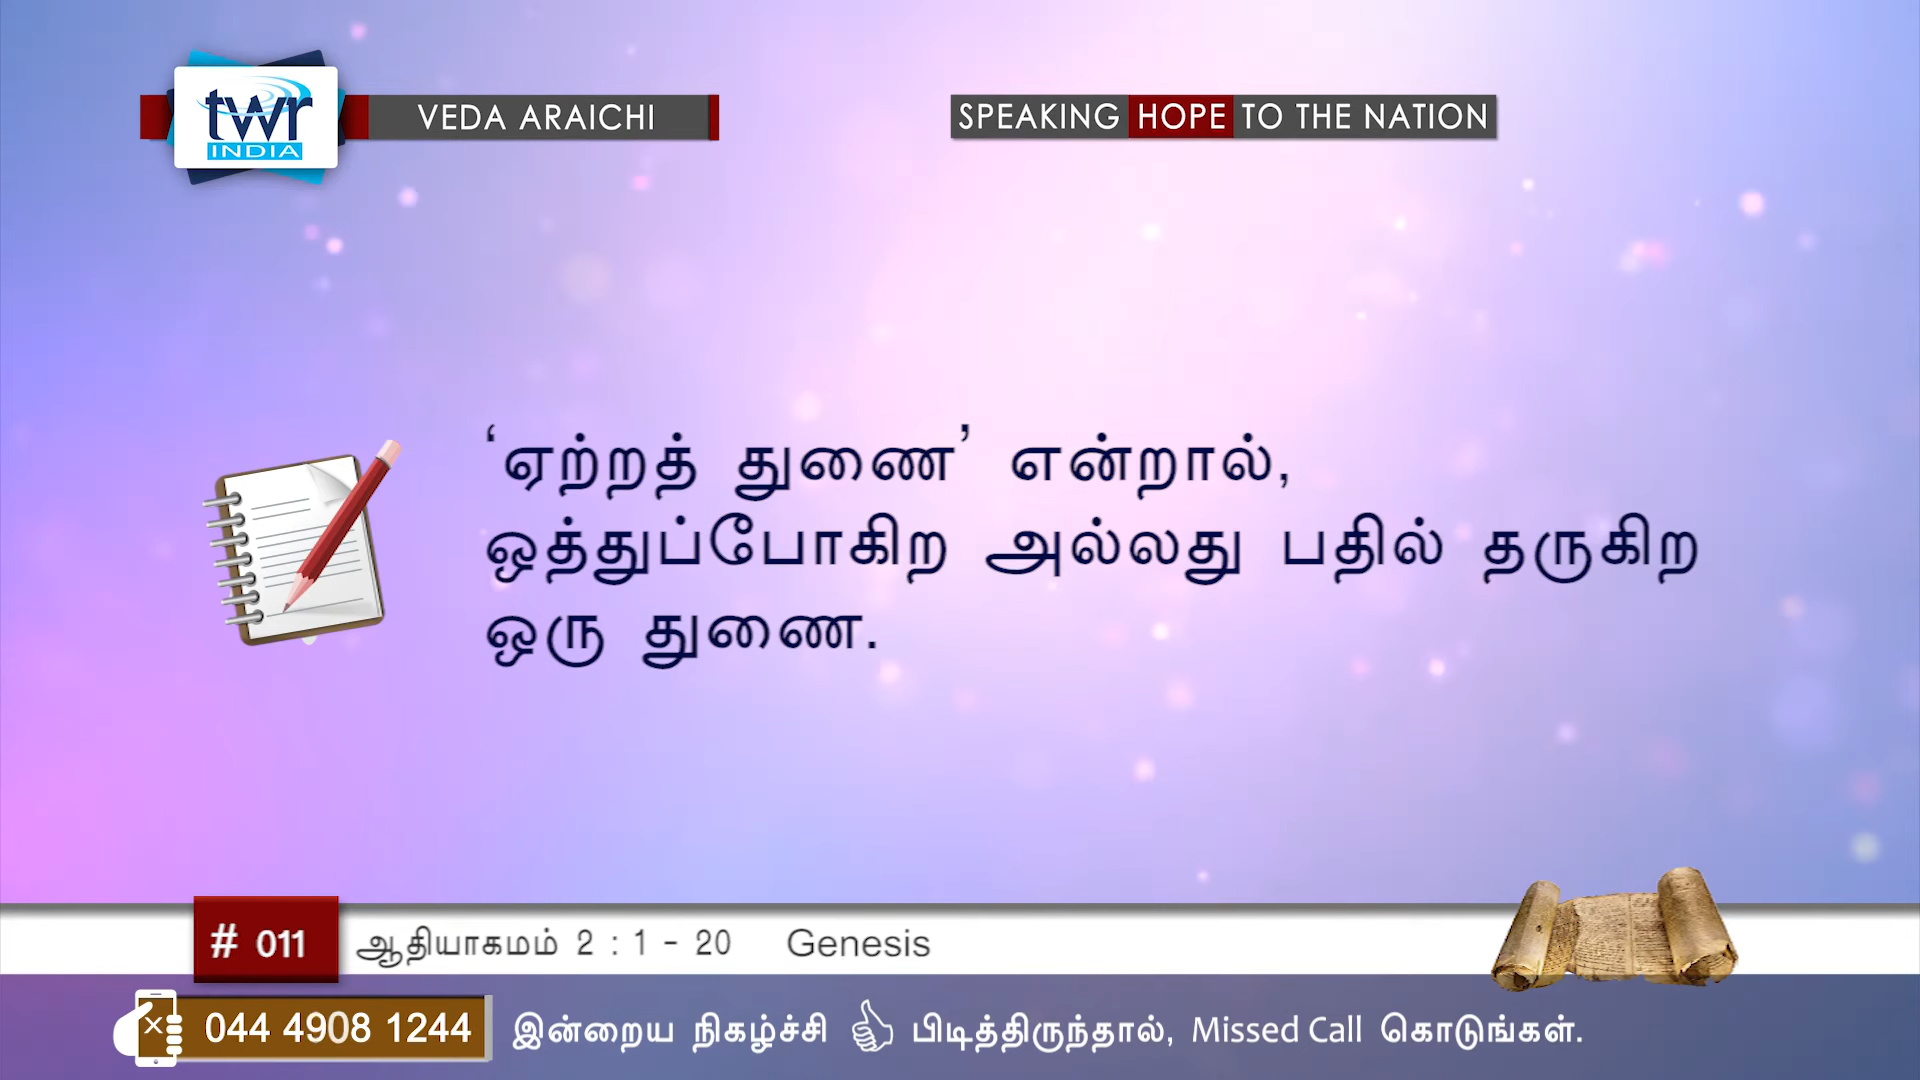 twr
INDIA
VEDA ARAICHI
SPEAKING HOPE TO THE NATION
‘ஏற்றத் துணை’ என்றால்,
ஒத்துப்போகிற அல்லது பதில் தருகிற
ஒரு துணை.
# 011 ஆதியாகமம் 2 : 1 - 20 Genesis
044 4908 1244 இன்றைய நிகழ்ச்சி பிடித்திருந்தால், Missed Call கொடுங்கள்.